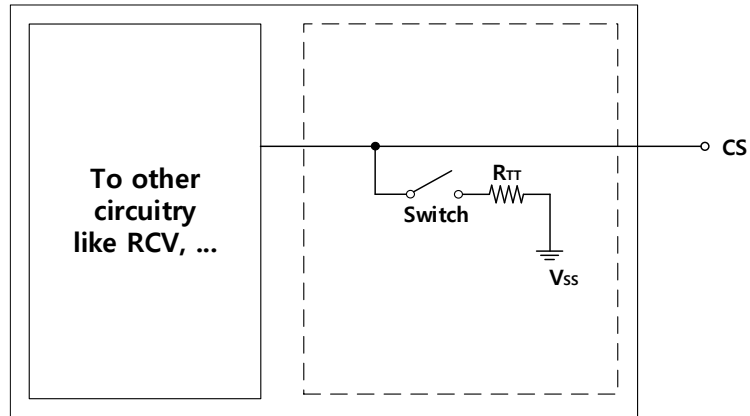 To other
circuitry
like RCV, ...
CS
RTT
Switch
VSS